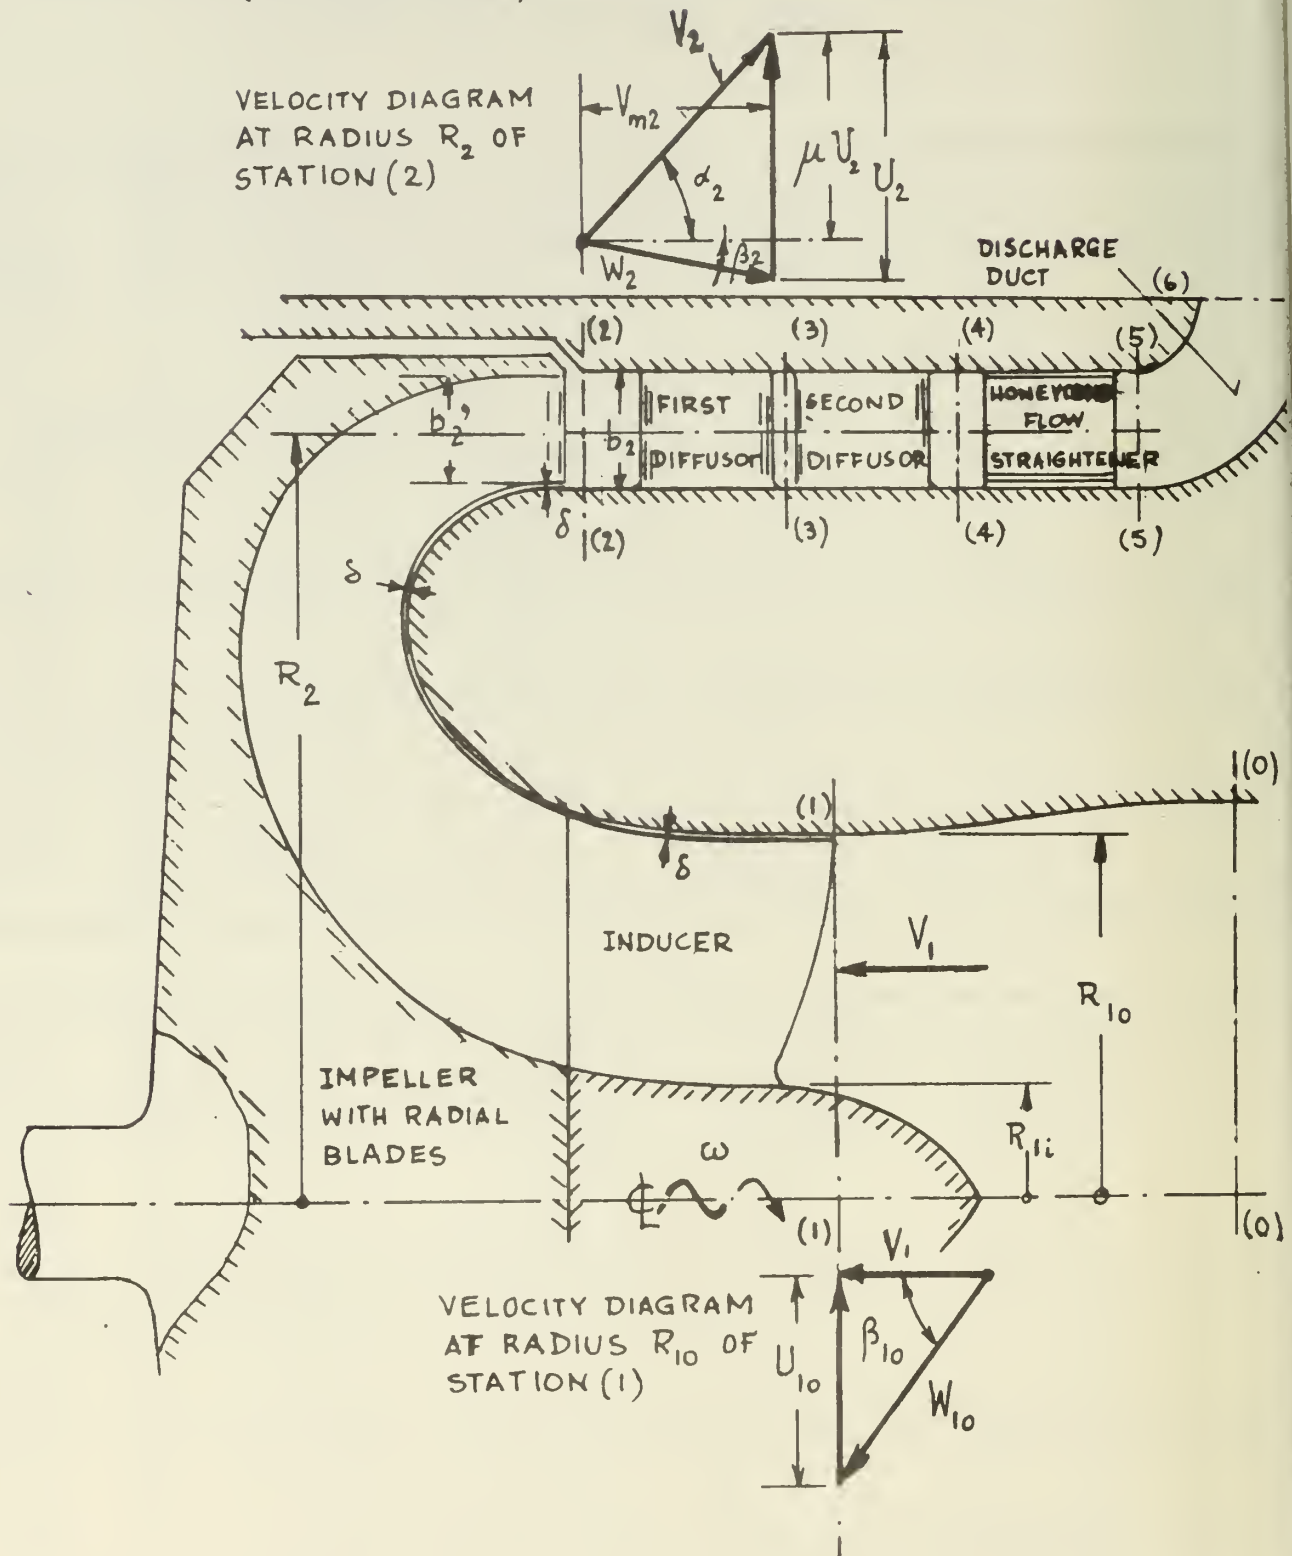 V₂
VELOCITY DIAGRAM
AT RADIUS R₂ OF
STATION (2)
Vm2
α₂
μU₂
U₂
β₂
W₂
DISCHARGE
DUCT
(6)
(2)
(3)
(4)
(5)
b₂'
b₂
FIRST
DIFFUSOR
SECOND
DIFFUSOR
FLOW
STRAIGHTENER
δ
(2)
(3)
(4)
(5)
δ
R₂
(0)
(1)
δ
INDUCER
V₁
R₁₀
IMPELLER
WITH RADIAL
BLADES
R₁ᵢ
ω
℄
(1)
(0)
V₁
VELOCITY DIAGRAM
AT RADIUS R₁₀ OF
STATION (1)
U₁₀
β₁₀
W₁₀